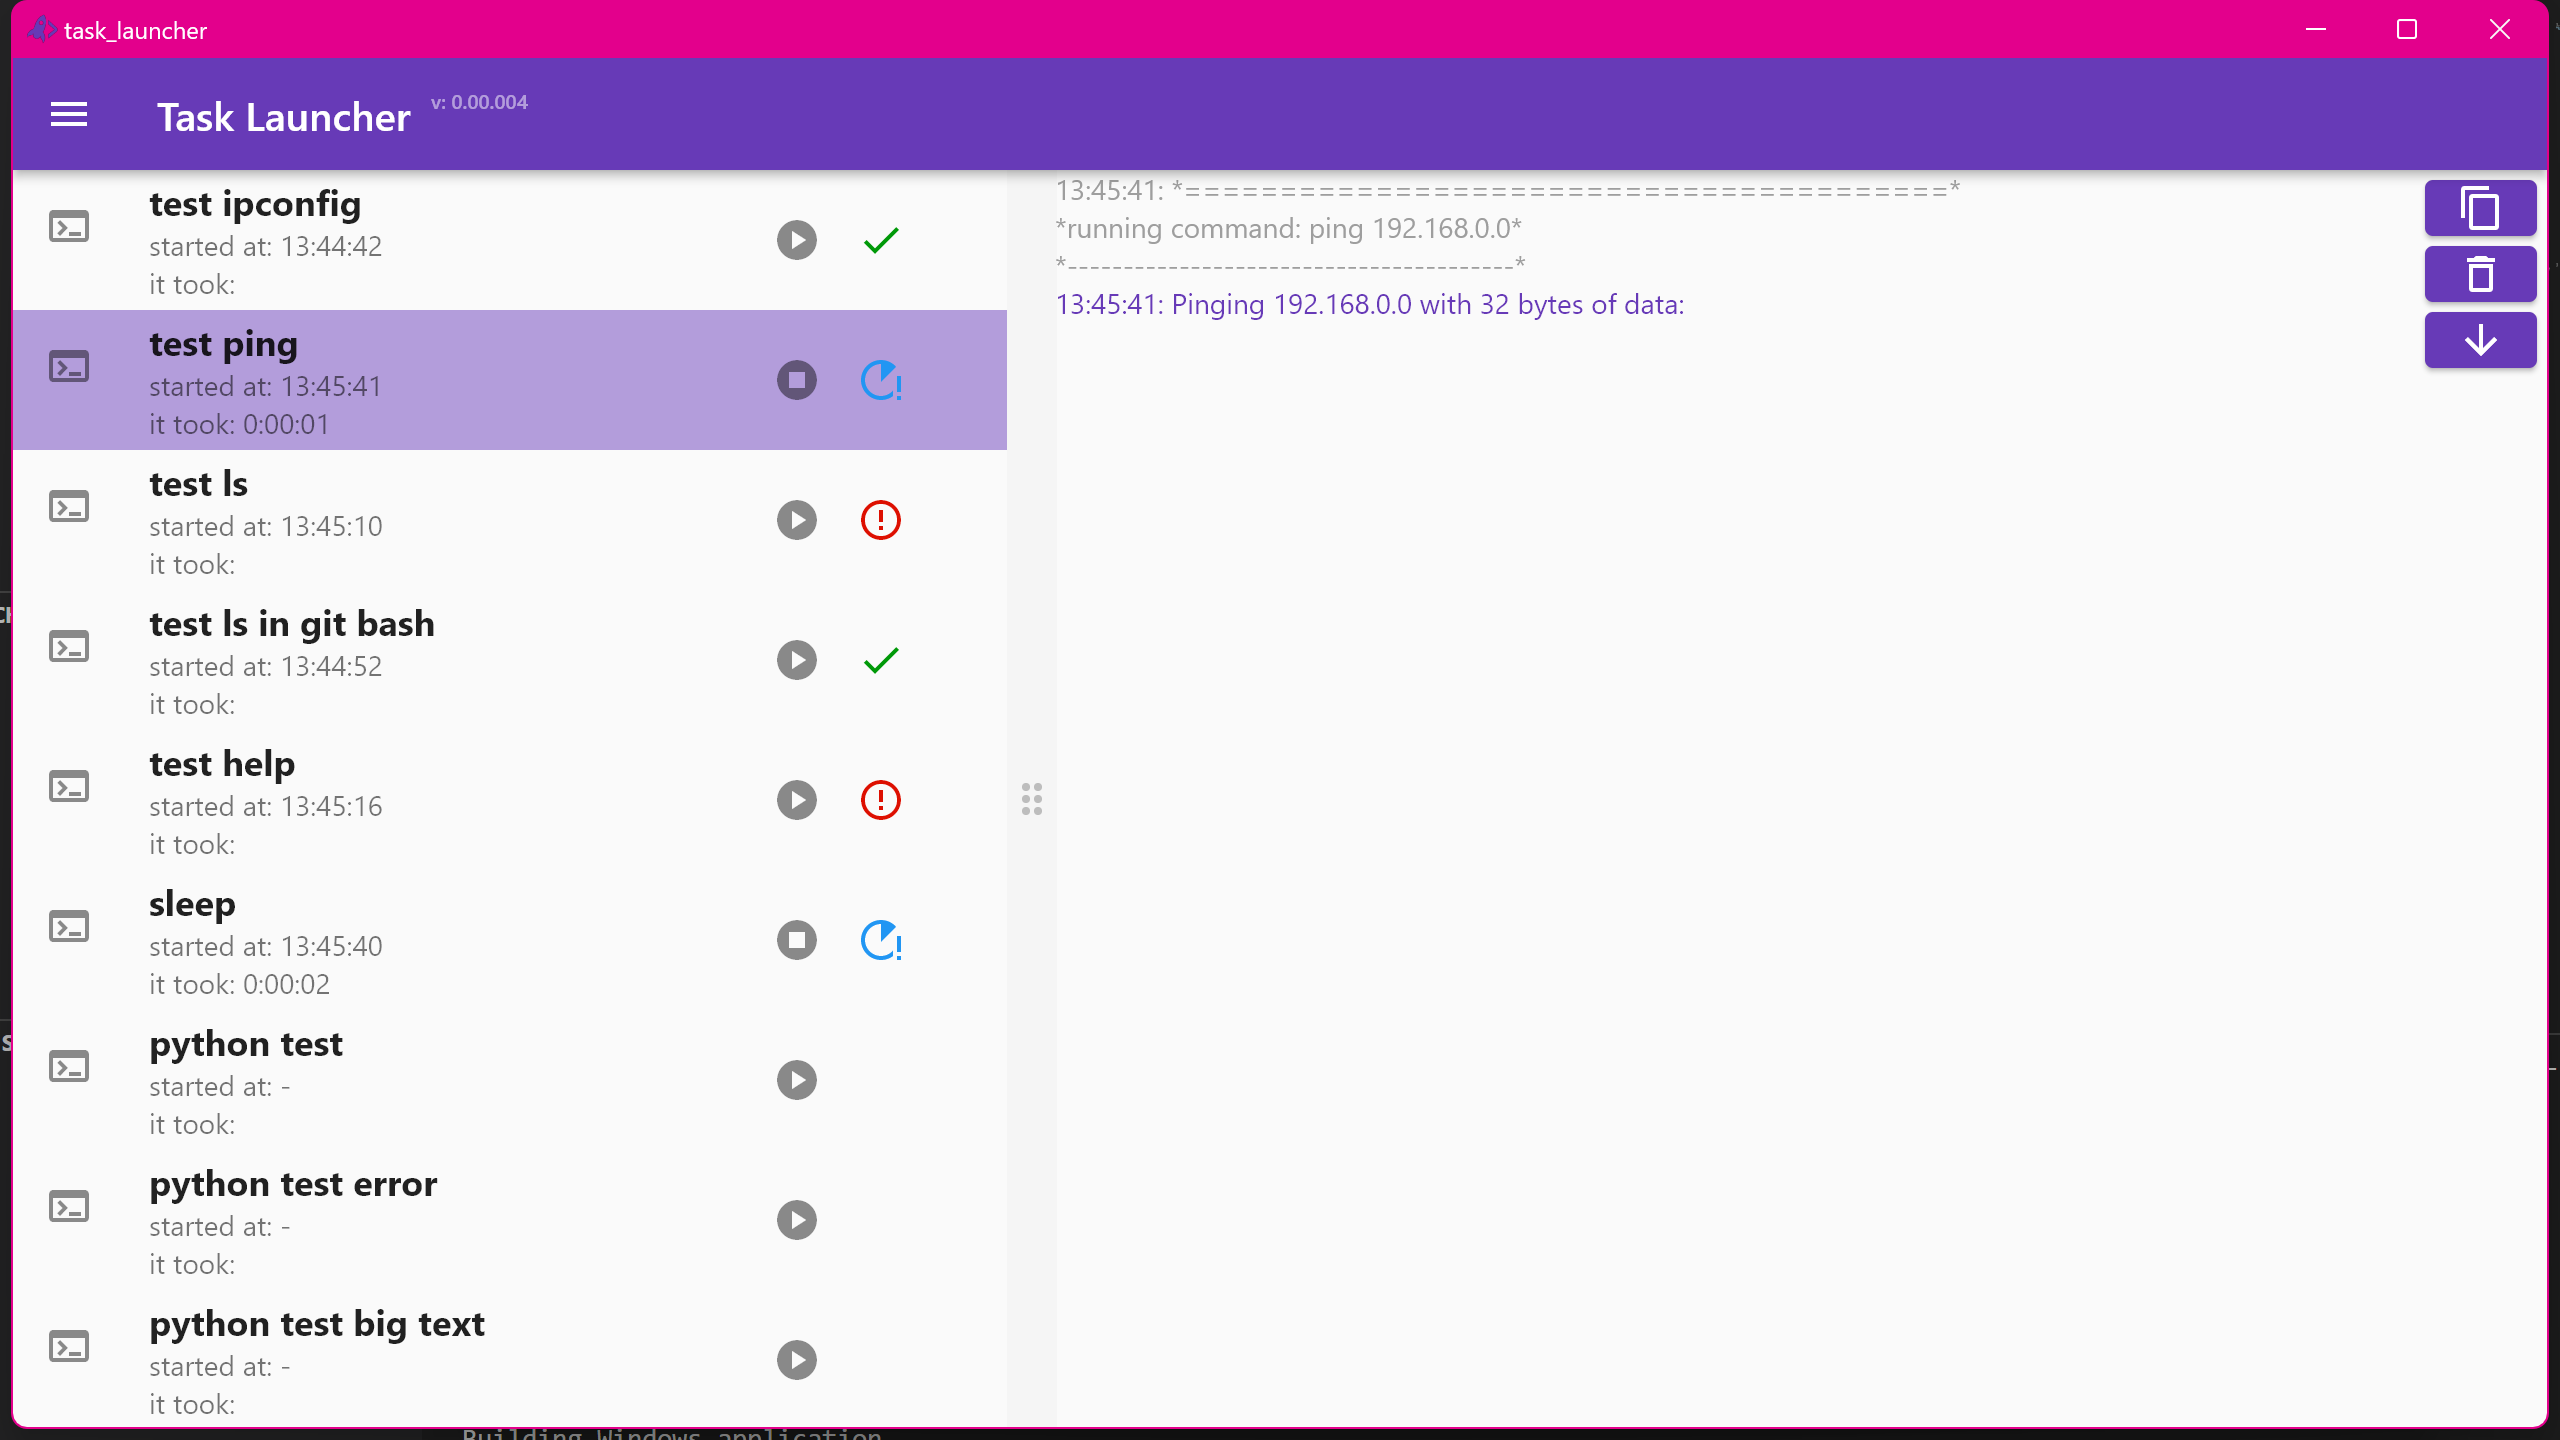 task_launcher
Task Launcher v: 0.00.004
test ipconfig
started at: 13:44:42
it took:
test ping
started at: 13:45:41
it took: 0:00:01
test ls
started at: 13:45:10
it took:
test ls in git bash
started at: 13:44:52
it took:
test help
started at: 13:45:16
it took:
sleep
started at: 13:45:40
it took: 0:00:02
python test
started at: -
it took:
python test error
started at: -
it took:
python test big text
started at: -
it took:
13:45:41: *========================================*
*running command: ping 192.168.0.0*
*----------------------------------------*
13:45:41: Pinging 192.168.0.0 with 32 bytes of data:
Building Windows application